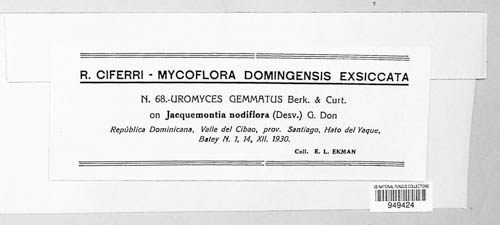 R. CIFERRI - MYCOFLORA DOMINGENSIS EXSICCATA
N. 68.-UROMYCES GEMMATUS Berk. & Curt.
on Jacquemontia nodiflora (Desv.) G. Don
República Dominicana, Valle del Cibao, prov. Santiago, Hato del Yaque,
Batey N. 1, 14, XII. 1930.
Coll. E. L. EKMAN
US NATIONAL FUNGUS COLLECTIONS
949424